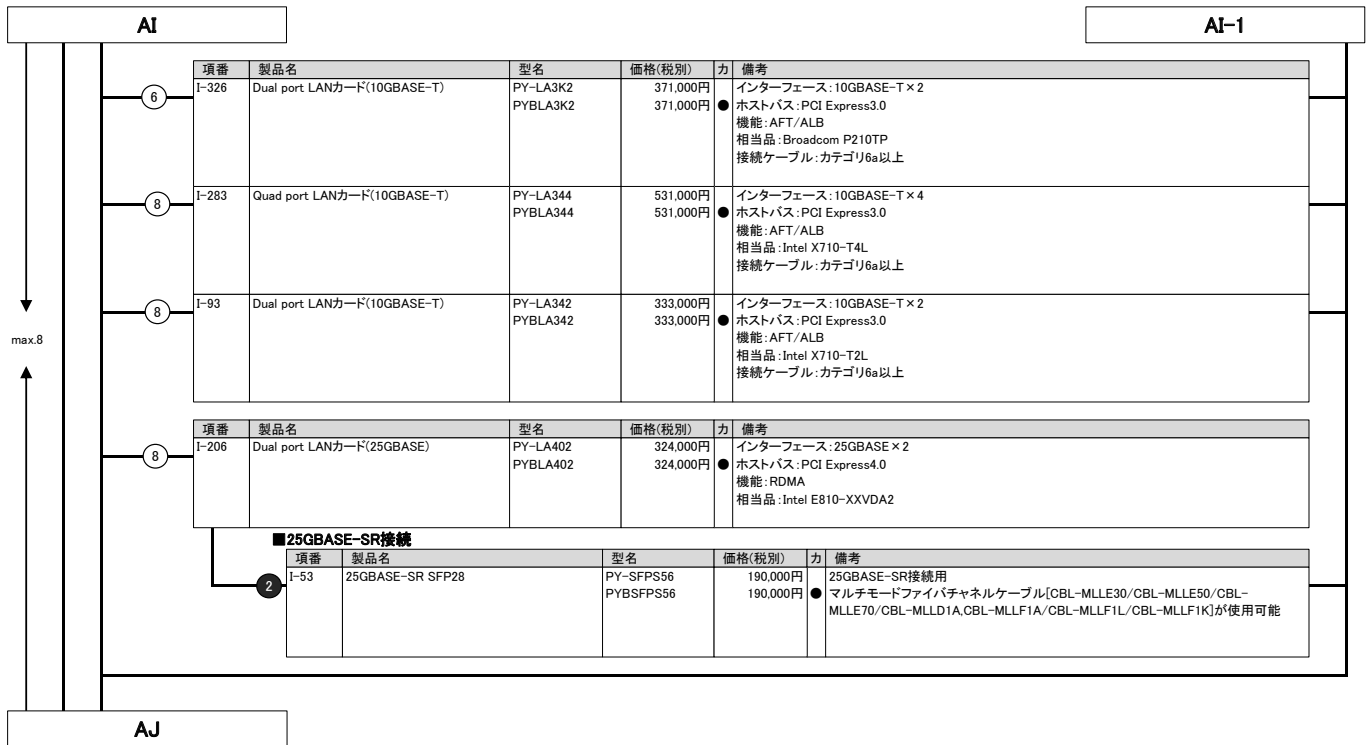 AI
AI-1
項番 製品名 型名 価格(税別) カ 備考
6 I-326 Dual port LANカード(10GBASE-T) PY-LA3K2 371,000円 インターフェース:10GBASE-T×2
PYBLA3K2 371,000円 ● ホストバス:PCI Express3.0
機能:AFT/ALB
相当品:Broadcom P210TP
接続ケーブル:カテゴリ6a以上
8 I-283 Quad port LANカード(10GBASE-T) PY-LA344 531,000円 インターフェース:10GBASE-T×4
PYBLA344 531,000円 ● ホストバス:PCI Express3.0
機能:AFT/ALB
相当品:Intel X710-T4L
接続ケーブル:カテゴリ6a以上
8 I-93 Dual port LANカード(10GBASE-T) PY-LA342 333,000円 インターフェース:10GBASE-T×2
PYBLA342 333,000円 ● ホストバス:PCI Express3.0
機能:AFT/ALB
相当品:Intel X710-T2L
接続ケーブル:カテゴリ6a以上
max.8
項番 製品名 型名 価格(税別) カ 備考
8 I-206 Dual port LANカード(25GBASE) PY-LA402 324,000円 インターフェース:25GBASE×2
PYBLA402 324,000円 ● ホストバス:PCI Express4.0
機能:RDMA
相当品:Intel E810-XXVDA2
■25GBASE-SR接続
項番 製品名 型名 価格(税別) カ 備考
2 I-53 25GBASE-SR SFP28 PY-SFPS56 190,000円 25GBASE-SR接続用
PYBSFPS56 190,000円 ● マルチモードファイバチャネルケーブル[CBL-MLLE30/CBL-MLLE50/CBL-
MLLE70/CBL-MLLD1A,CBL-MLLF1A/CBL-MLLF1L/CBL-MLLF1K]が使用可能
AJ